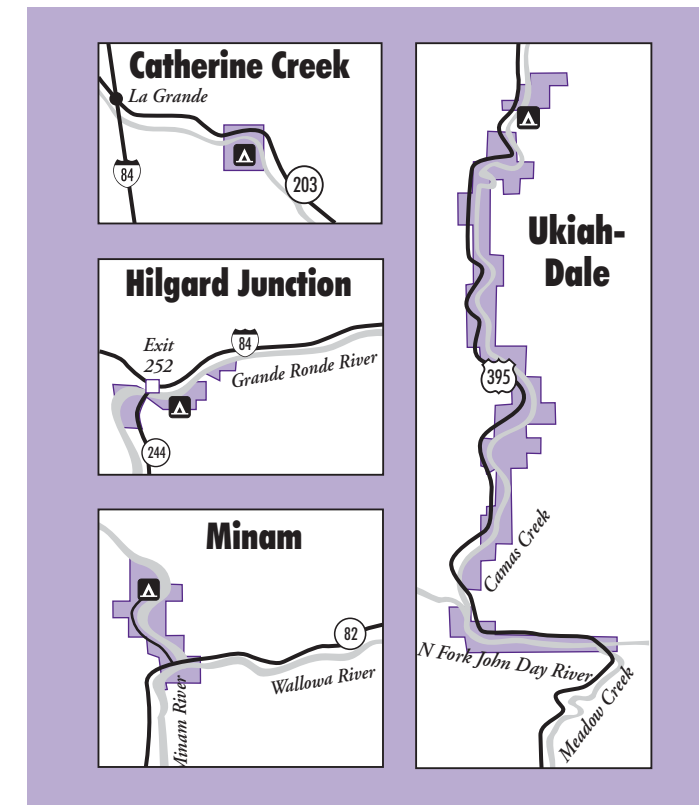 Catherine Creek
La Grande
84
203
Hilgard Junction
Exit
252
84
Grande Ronde River
244
Minam
82
Wallowa River
Minam River
Ukiah-
Dale
395
Camas Creek
N Fork John Day River
Meadow Creek